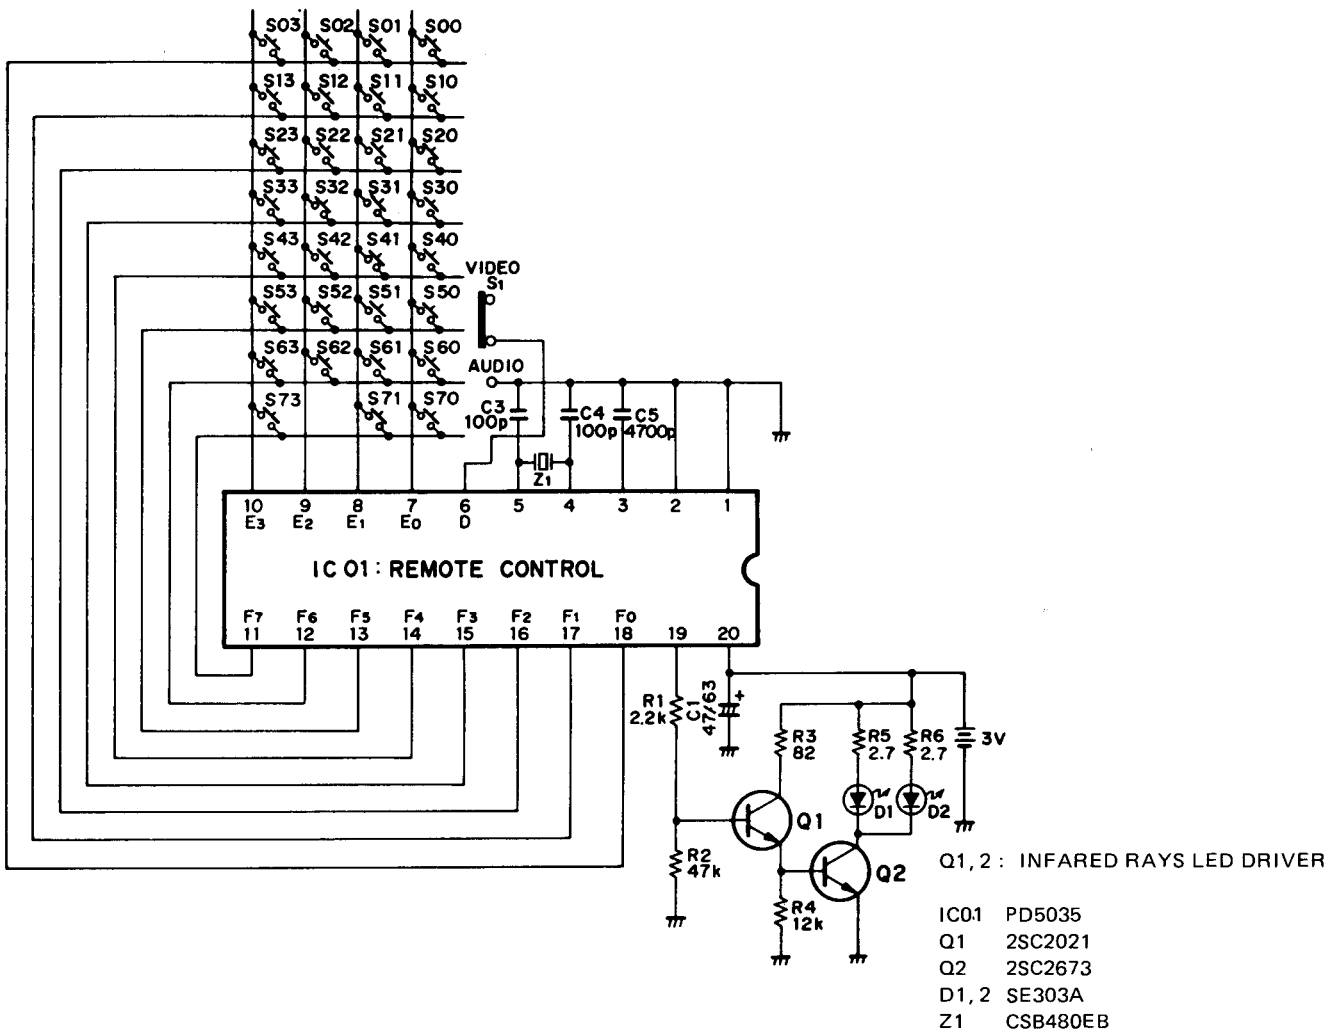 S03 S02 S01 S00
S13 S12 S11 S10
S23 S22 S21 S20
S33 S32 S31 S30
S43 S42 S41 S40
VIDEO
S1
S53 S52 S51 S50
S63 S62 S61 S60
AUDIO
S73 S71 S70
C3
100p
C4
100p
C5
4700p
Z1
10 9 8 7 6 5 4 3 2 1
E3 E2 E1 E0 D
IC 01: REMOTE CONTROL
F7 F6 F5 F4 F3 F2 F1 F0
11 12 13 14 15 16 17 18 19 20
R1
2.2k
C1
47/63
+
R3
82
R5
2.7
R6
2.7
3V
D1
D2
Q1
R2
47k
Q2
R4
12k
Q1, 2 : INFARED RAYS LED DRIVER
IC0.1 PD5035
Q1 2SC2021
Q2 2SC2673
D1, 2 SE303A
Z1 CSB480EB